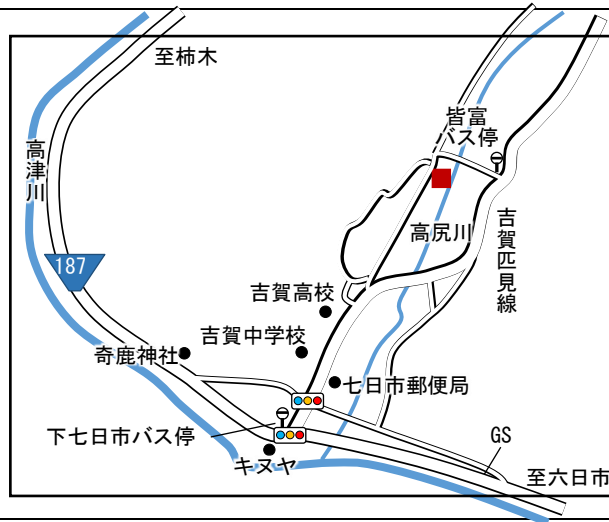 至柿木
皆富
バス停
高津川
187
高尻川
吉賀匹見線
吉賀高校
吉賀中学校
奇鹿神社
七日市郵便局
下七日市バス停
GS
キヌヤ
至六日市